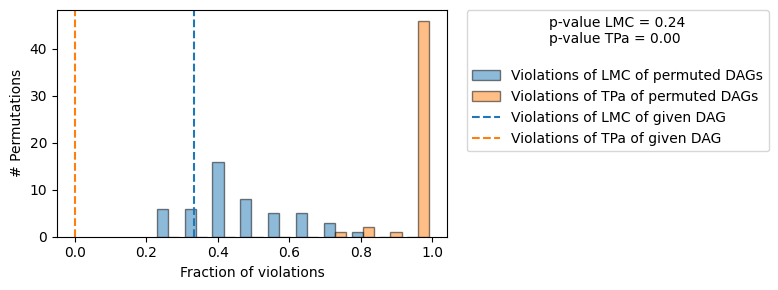 p-value LMC = 0.24
p-value TPa = 0.00
Violations of LMC of permuted DAGs
Violations of TPa of permuted DAGs
Violations of LMC of given DAG
Violations of TPa of given DAG
# Permutations
40
30
20
10
0
0.0 0.2 0.4 0.6 0.8 1.0
Fraction of violations